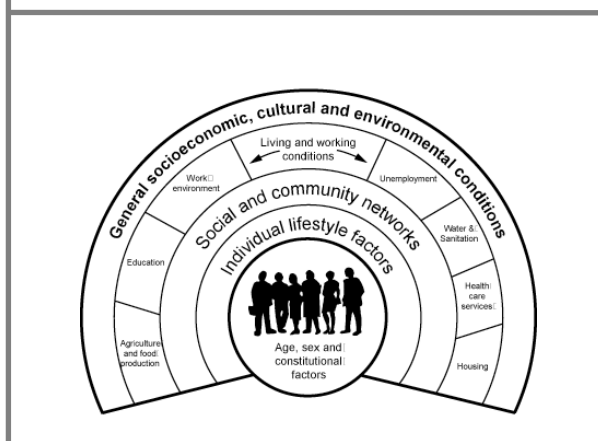 General socioeconomic, cultural and environmental conditions
Living and working
conditions
Work
environment
Unemployment
Education
Water &
Sanitation
Agriculture
and food
production
Health
care
services
Housing
Social and community networks
Individual lifestyle factors
Age, sex and
constitutional
factors